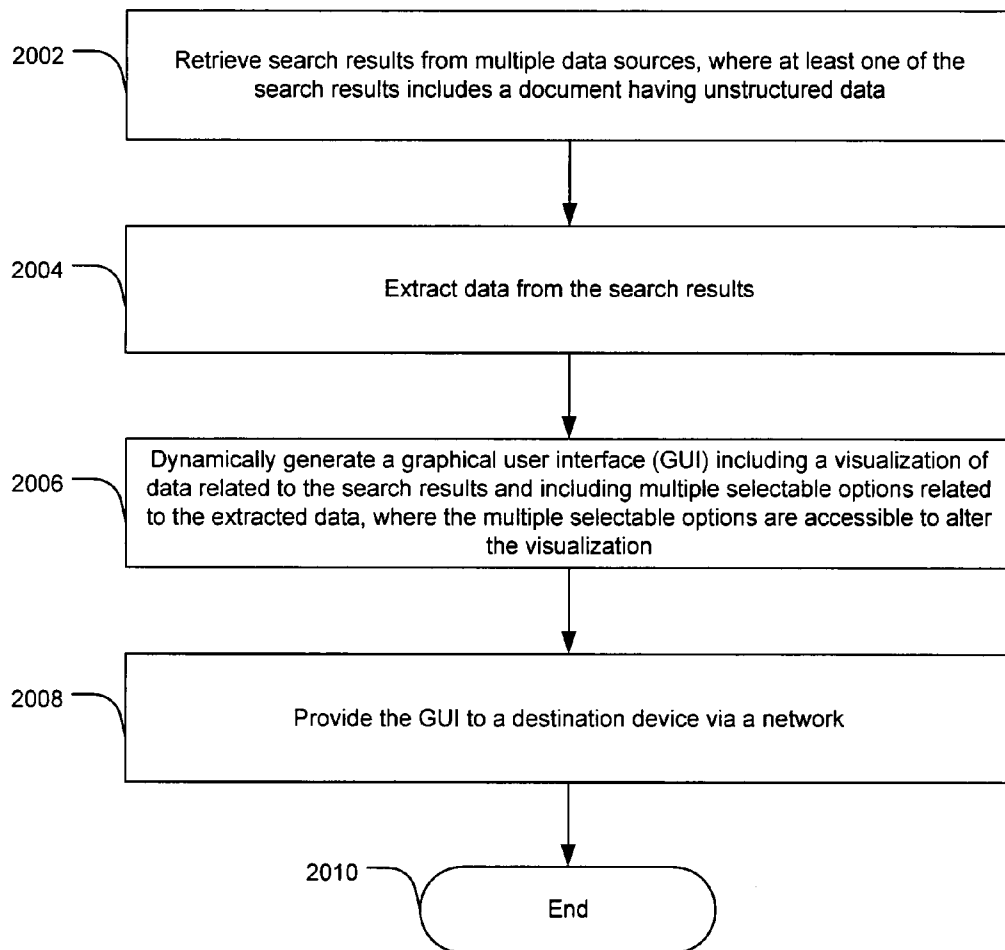 2002
Retrieve search results from multiple data sources, where at least one of the
search results includes a document having unstructured data
2004
Extract data from the search results
2006
Dynamically generate a graphical user interface (GUI) including a visualization of
data related to the search results and including multiple selectable options related
to the extracted data, where the multiple selectable options are accessible to alter
the visualization
2008
Provide the GUI to a destination device via a network
2010
End